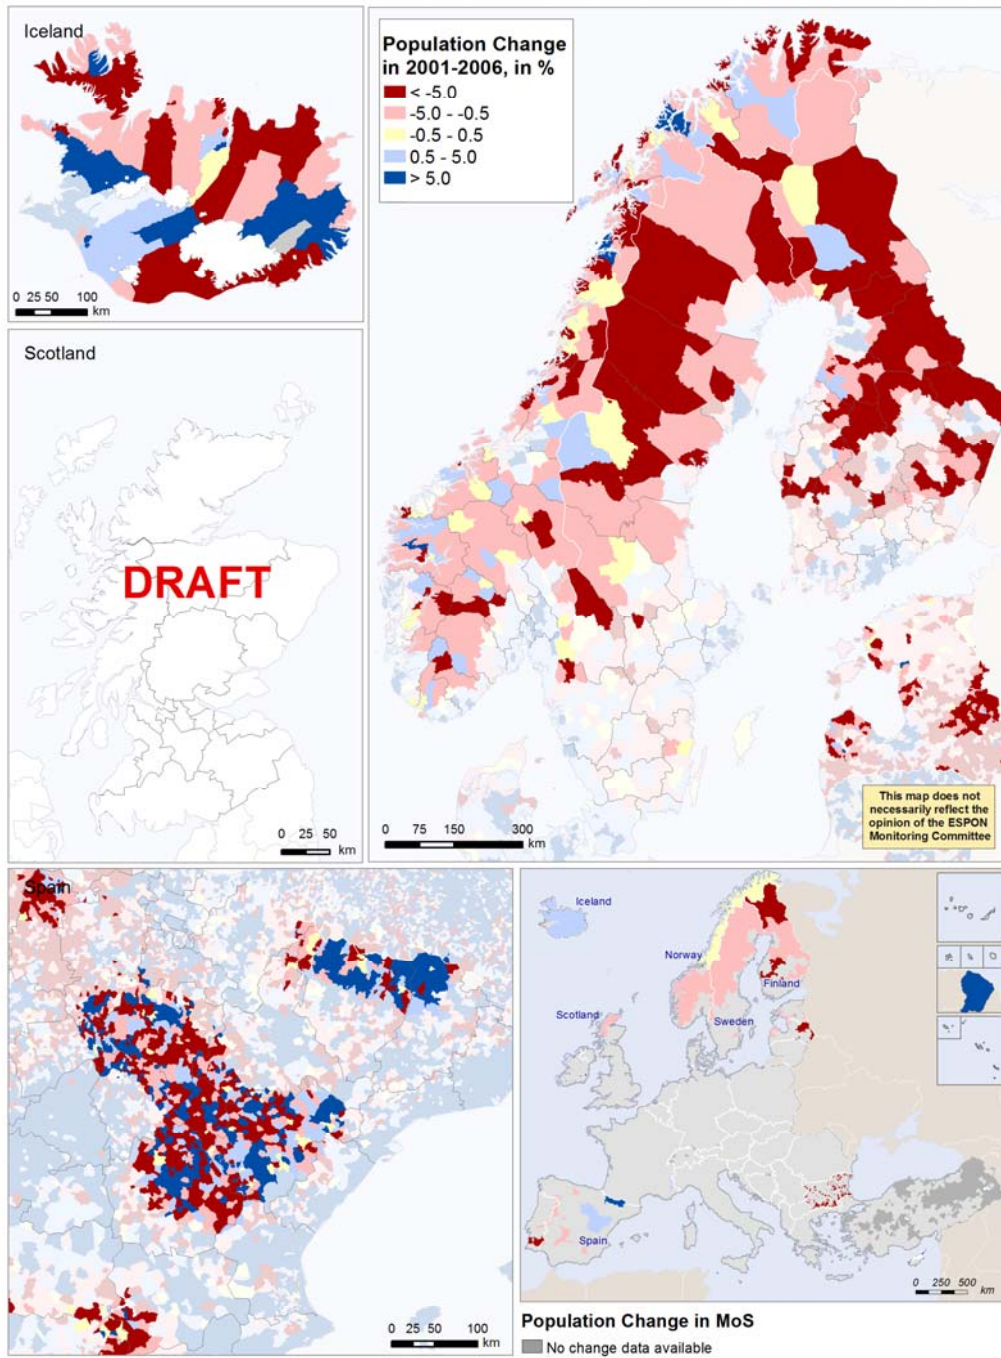 Iceland
0 25 50 100
km
Population Change
in 2001-2006, in %
< -5.0
-5.0 - -0.5
-0.5 - 0.5
0.5 - 5.0
> 5.0
Scotland
DRAFT
0 25 50
km
This map does not
necessarily reflect the
opinion of the ESPON
Monitoring Committee
0 75 150 300
km
Spain
0 50 100
km
Iceland
Norway
Finland
Scotland
Sweden
Spain
0 250 500
km
Population Change in MoS
No change data available